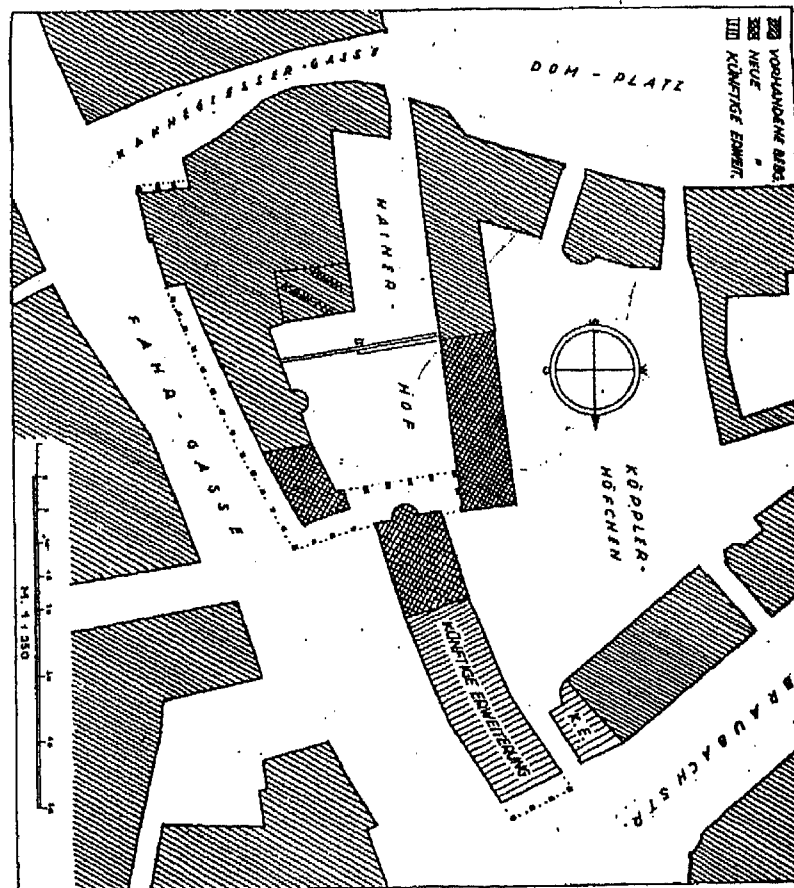 VORHANDENE BEBG.
NEUE "
KÜNFTIGE ERWEIT.
DOM-PLATZ
KANNEGIESSER-GASSE
HAINER-
HOF
FAHR-GASSE
KÖPPLER-
HÖFCHEN
KÜNFTIGE ERWEITERUNG
K.E.
BRAUBACHSTR.
M. 1:250